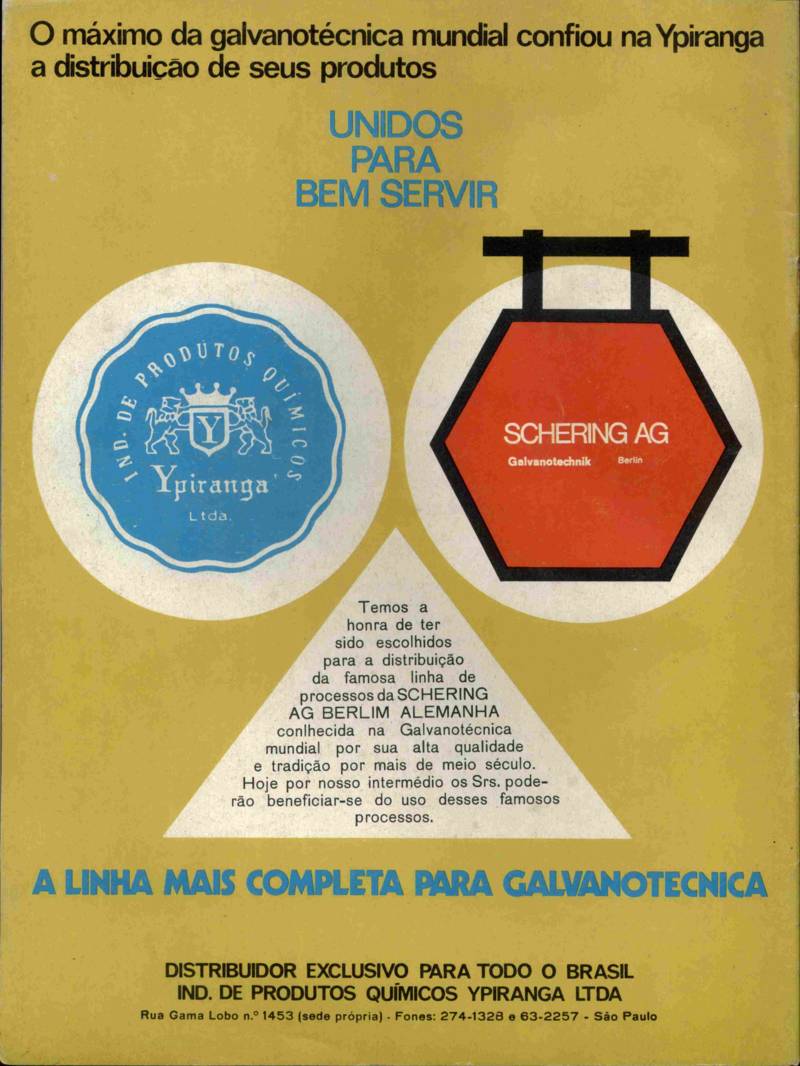 O máximo da galvanotécnica mundial confiou na Ypiranga
a distribuição de seus produtos
UNIDOS
PARA
BEM SERVIR
IND. DE PRODUTOS QUÍMICOS
Y
Ypiranga
Ltda.
SCHERING AG
Galvanotechnik Berlin
Temos a
honra de ter
sido escolhidos
para a distribuição
da famosa linha de
processos da SCHERING
AG BERLIM ALEMANHA
conlhecida na Galvanotécnica
mundial por sua alta qualidade
e tradição por mais de meio século.
Hoje por nosso intermédio os Srs. pode-
rão beneficiar-se do uso desses famosos
processos.
A LINHA MAIS COMPLETA PARA GALVANOTECNICA
DISTRIBUIDOR EXCLUSIVO PARA TODO O BRASIL
IND. DE PRODUTOS QUÍMICOS YPIRANGA LTDA
Rua Gama Lobo n.º 1453 (sede própria) - Fones: 274-1328 e 63-2257 - São Paulo